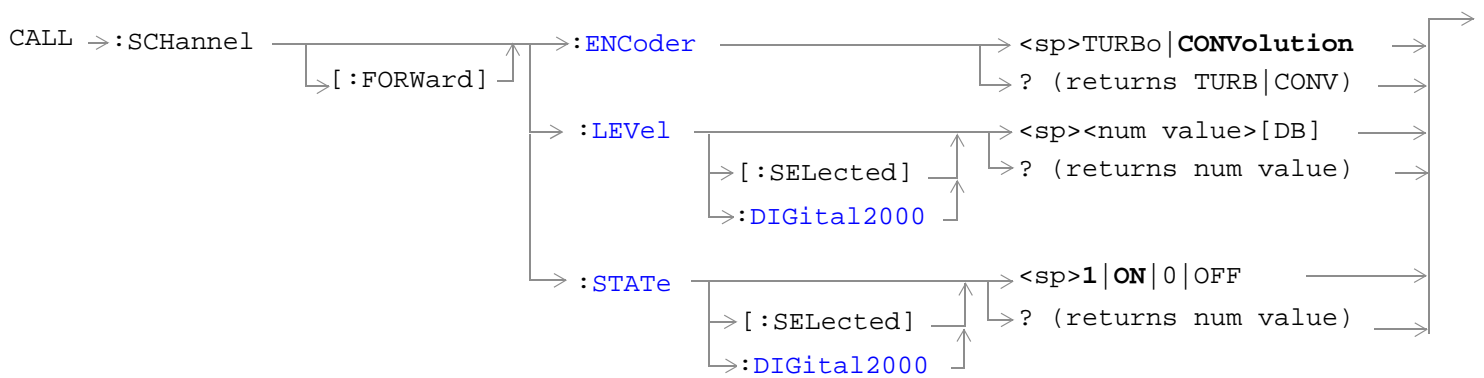 CALL :SCHannel :ENCoder <sp>TURBo|CONVolution
[:FORWard] ? (returns TURB|CONV)
:LEVel <sp><num value>[DB]
[:SELected] ? (returns num value)
:DIGital2000
:STATe <sp>1|ON|0|OFF
[:SELected] ? (returns num value)
:DIGital2000